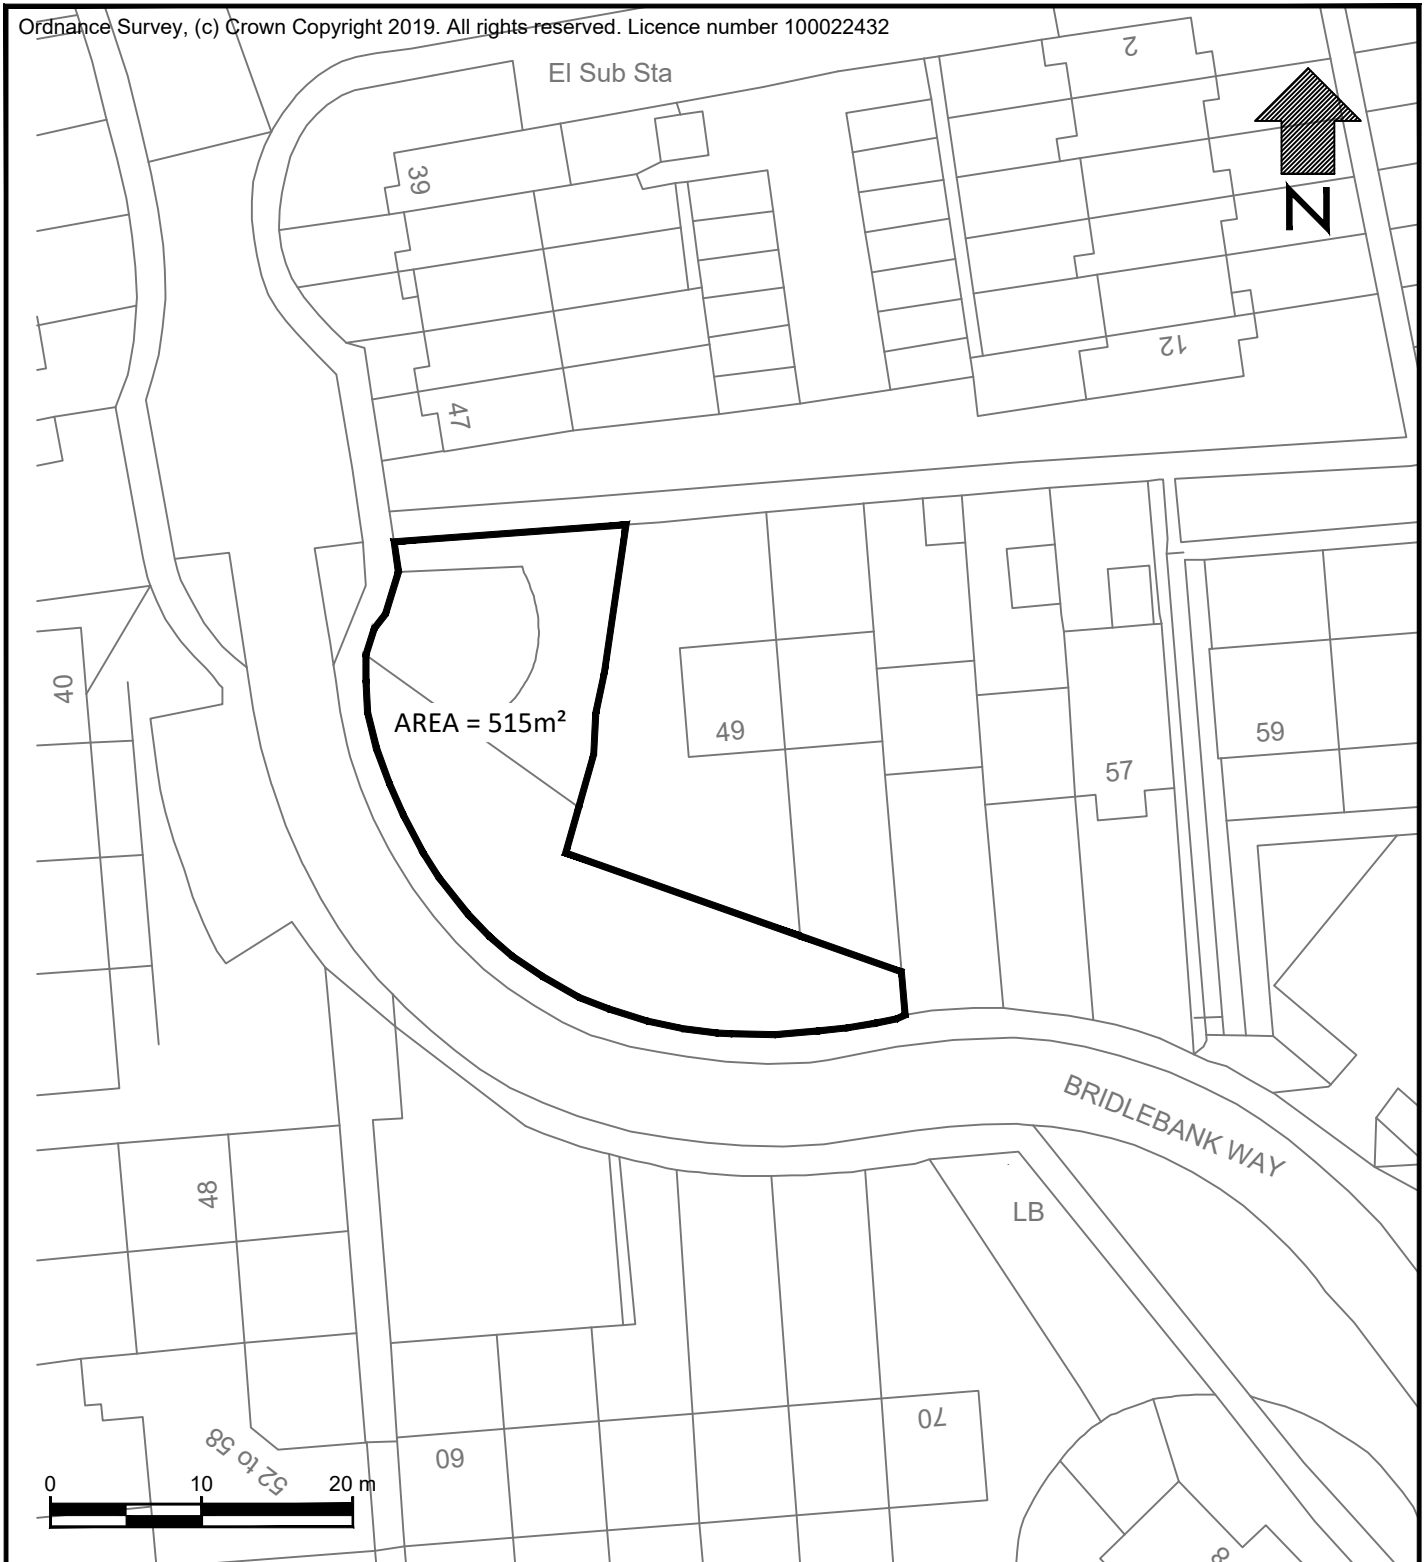 Ordnance Survey, (c) Crown Copyright 2019. All rights reserved. Licence number 100022432
El Sub Sta
2
39
N
12
47
40
AREA = 515m²
49
59
57
BRIDLEBANK WAY
48
LB
70
60
52 to 58
0 10 20 m
8